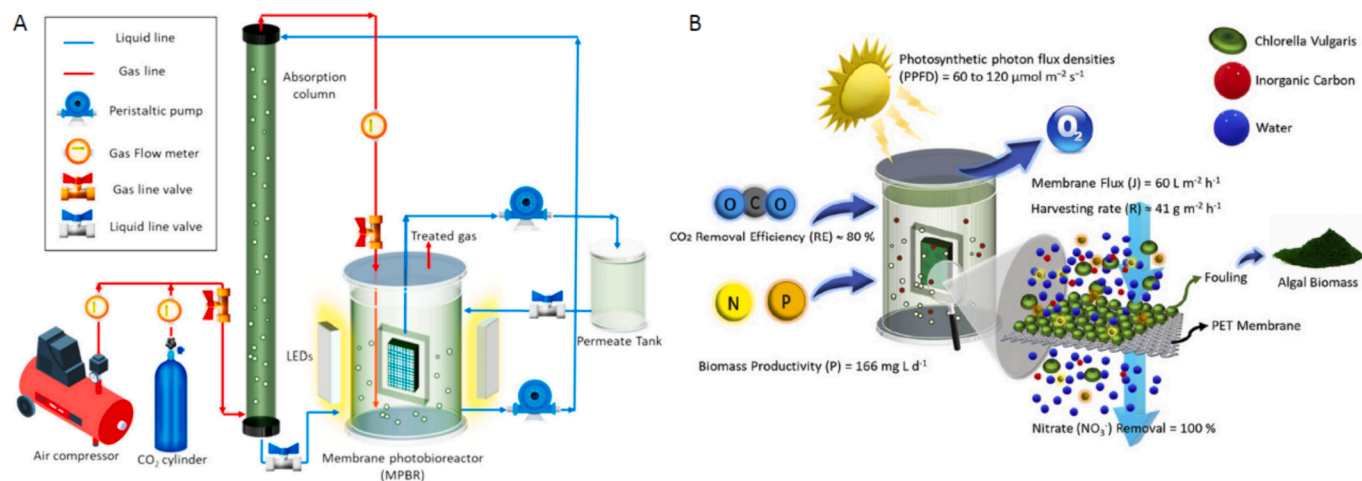 A
Liquid line
Gas line
Peristaltic pump
Gas Flow meter
Gas line valve
Liquid line valve
Absorption
column
Treated gas
LEDs
Permeate Tank
Air compressor
CO₂ cylinder
Membrane photobioreactor
(MPBR)
B
Photosynthetic photon flux densities
(PPFD) = 60 to 120 μmol m⁻² s⁻¹
Chlorella Vulgaris
Inorganic Carbon
Water
O₂
O C O
CO₂ Removal Efficiency (RE) ≈ 80 %
Membrane Flux (J) = 60 L m⁻² h⁻¹
Harvesting rate (R) ≈ 41 g m⁻² h⁻¹
N P
Fouling
Algal Biomass
PET Membrane
Biomass Productivity (P) = 166 mg L d⁻¹
Nitrate (NO₃⁻) Removal = 100 %